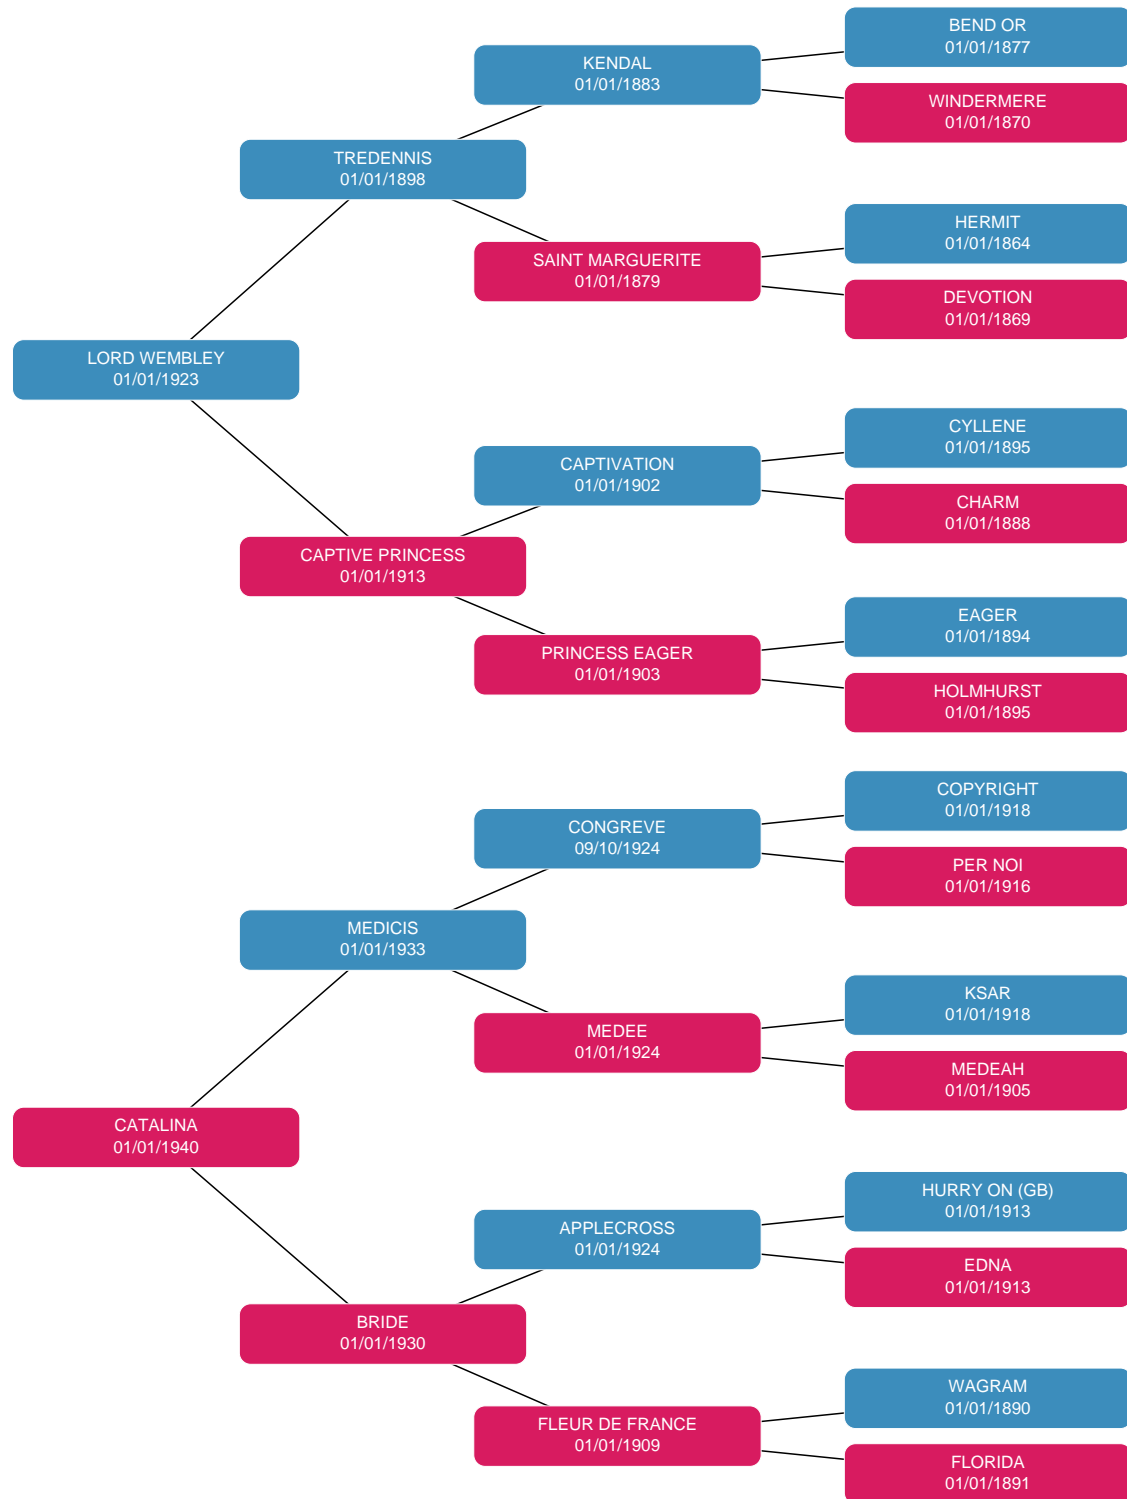 BEND OR
01/01/1877
KENDAL
01/01/1883
WINDERMERE
01/01/1870
TREDENNIS
01/01/1898
HERMIT
01/01/1864
SAINT MARGUERITE
01/01/1879
DEVOTION
01/01/1869
LORD WEMBLEY
01/01/1923
CYLLENE
01/01/1895
CAPTIVATION
01/01/1902
CHARM
01/01/1888
CAPTIVE PRINCESS
01/01/1913
EAGER
01/01/1894
PRINCESS EAGER
01/01/1903
HOLMHURST
01/01/1895
COPYRIGHT
01/01/1918
CONGREVE
09/10/1924
PER NOI
01/01/1916
MEDICIS
01/01/1933
KSAR
01/01/1918
MEDEE
01/01/1924
MEDEAH
01/01/1905
CATALINA
01/01/1940
HURRY ON (GB)
01/01/1913
APPLECROSS
01/01/1924
EDNA
01/01/1913
BRIDE
01/01/1930
WAGRAM
01/01/1890
FLEUR DE FRANCE
01/01/1909
FLORIDA
01/01/1891